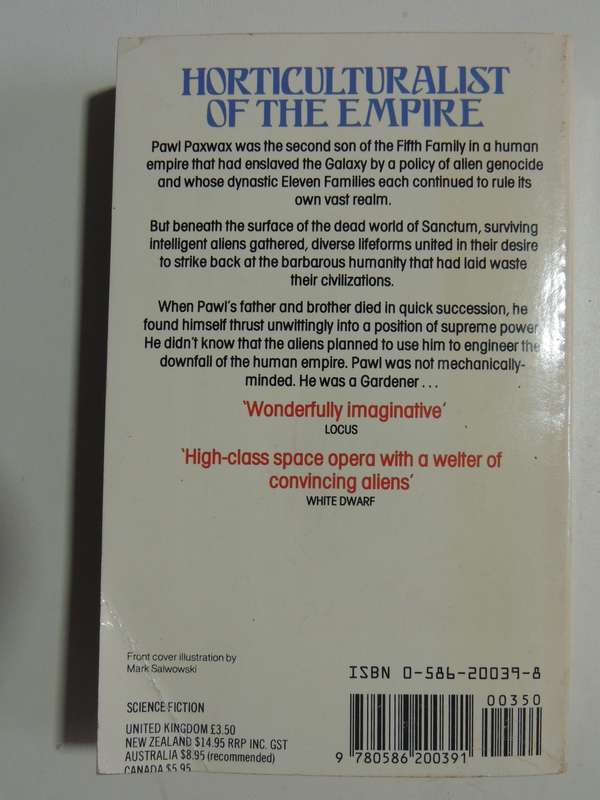 HORTICULTURALIST
OF THE EMPIRE
Pawl Paxwax was the second son of the Fifth Family in a human
empire that had enslaved the Galaxy by a policy of alien genocide
and whose dynastic Eleven Families each continued to rule its
own vast realm.
But beneath the surface of the dead world of Sanctum, surviving
intelligent aliens gathered, diverse lifeforms united in their desire
to strike back at the barbarous humanity that had laid waste
their civilizations.
When Pawl's father and brother died in quick succession, he
found himself thrust unwittingly into a position of supreme power.
He didn't know that the aliens planned to use him to engineer the
downfall of the human empire. Pawl was not mechanically-
minded. He was a Gardener . . .
'Wonderfully imaginative'
LOCUS
'High-class space opera with a welter of
convincing aliens'
WHITE DWARF
Front cover illustration by
Mark Salwowski
ISBN 0-586-20039-8
00350
SCIENCE FICTION
UNITED KINGDOM £3.50
NEW ZEALAND $14.95 RRP INC. GST
AUSTRALIA $8.95 (recommended)
CANADA $5.95
9 780586 200391